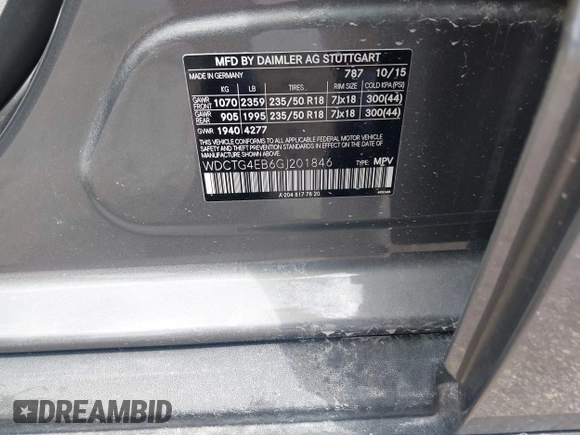 MFD BY DAIMLER AG STUTTGART
MADE IN GERMANY 787 10/15
KG LB TIRES RIM SIZE COLD KPA (PSI)
GAWR FRONT 1070 2359 235/50 R18 7Jx18 300(44)
GAWR REAR 905 1995 235/50 R18 7Jx18 300(44)
GVWR 1940 4277
THIS VEHICLE CONFORMS TO ALL APPLICABLE FEDERAL MOTOR VEHICLE
SAFETY AND THEFT PREVENTION STANDARDS IN EFFECT ON THE DATE OF
MANUFACTURE SHOWN ABOVE.
WDCTG4EB6GJ201846 TYPE: MPV
A 204 817 78 20
DREAMBID